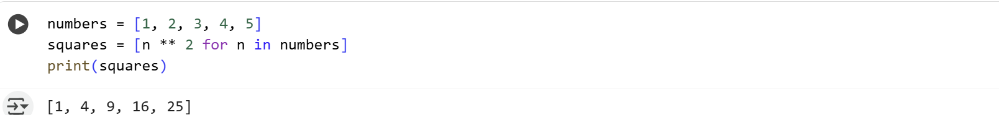 numbers = [1, 2, 3, 4, 5]
squares = [n ** 2 for n in numbers]
print(squares)
[1, 4, 9, 16, 25]